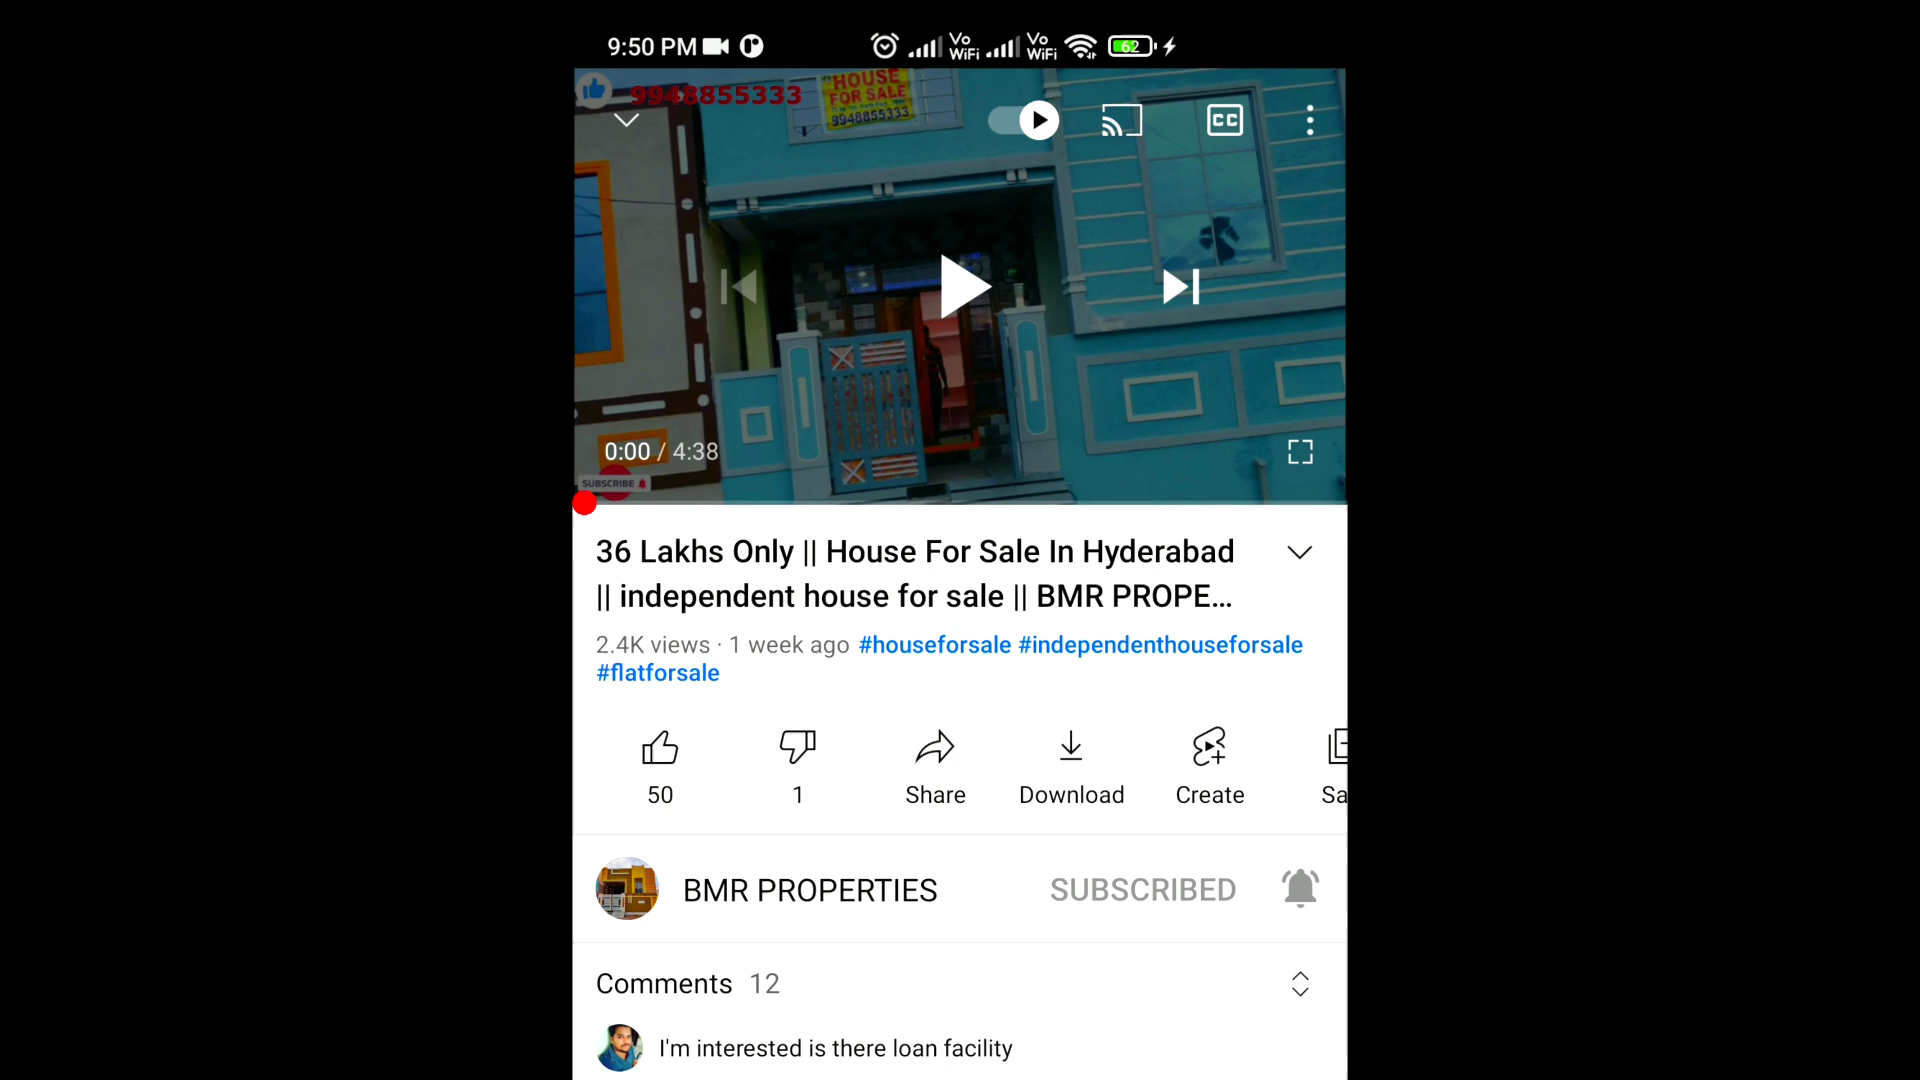 9:50 PM
Vo WiFi
Vo WiFi
62
HOUSE
FOR SALE
9948855333
9948855333
CC
0:00 / 4:38
SUBSCRIBE
36 Lakhs Only || House For Sale In Hyderabad
|| independent house for sale || BMR PROPE...
2.4K views · 1 week ago #houseforsale #independenthouseforsale
#flatforsale
50
1
Share
Download
Create
Sa
BMR PROPERTIES
SUBSCRIBED
Comments 12
I'm interested is there loan facility